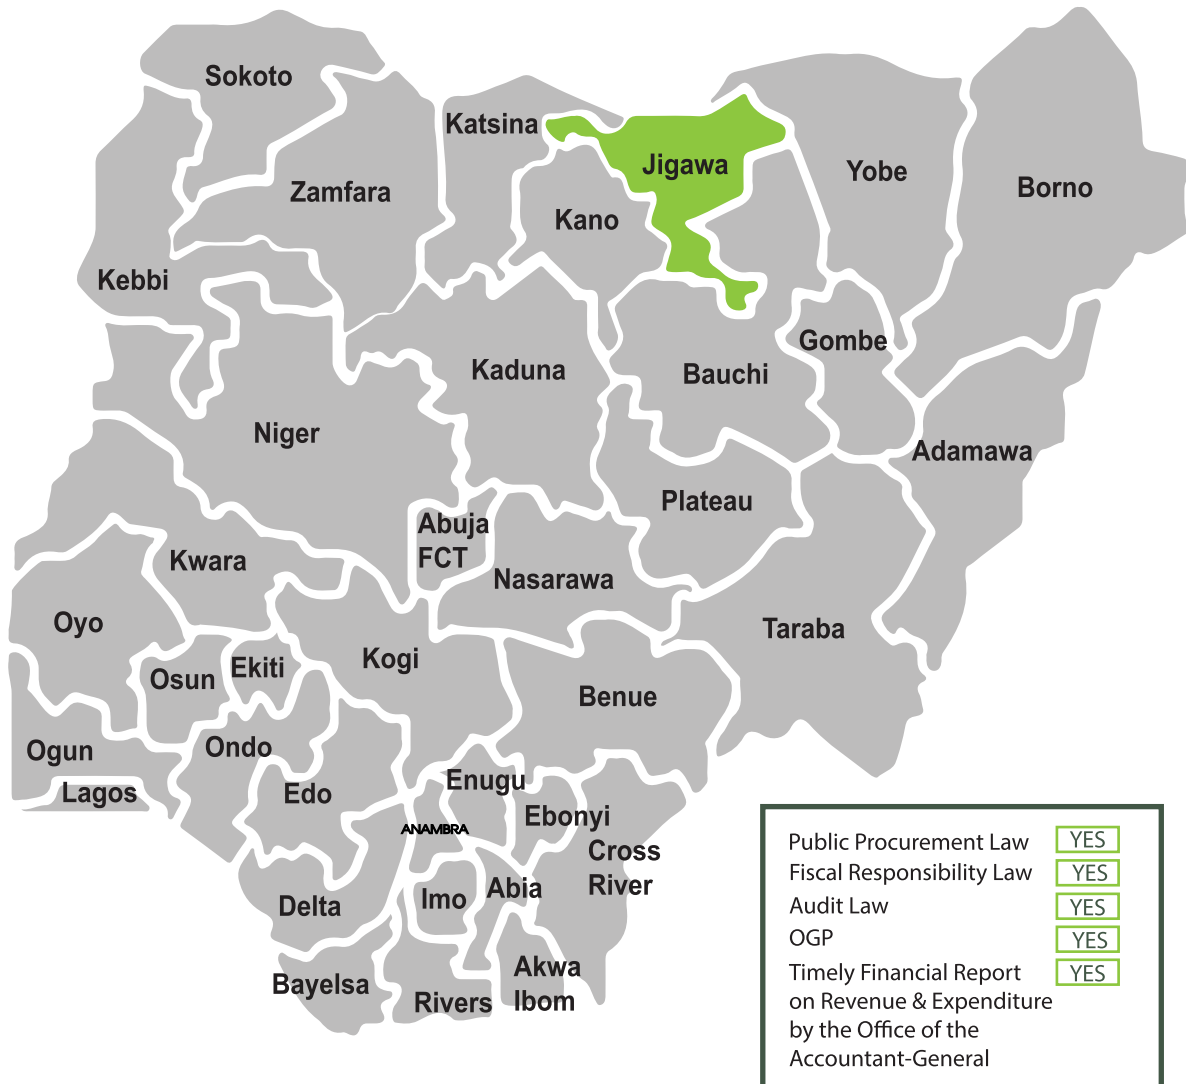 Sokoto
Katsina
Jigawa
Yobe
Borno
Zamfara
Kano
Kebbi
Gombe
Kaduna
Bauchi
Niger
Adamawa
Plateau
Abuja
FCT
Kwara
Nasarawa
Oyo
Taraba
Kogi
Ekiti
Osun
Benue
Ogun
Ondo
Enugu
Lagos
Edo
Ebonyi
ANAMBRA
Cross
River
Abia
Imo
Delta
Akwa
Ibom
Bayelsa
Rivers
Public Procurement Law YES
Fiscal Responsibility Law YES
Audit Law YES
OGP YES
Timely Financial Report YES
on Revenue & Expenditure
by the Office of the
Accountant-General